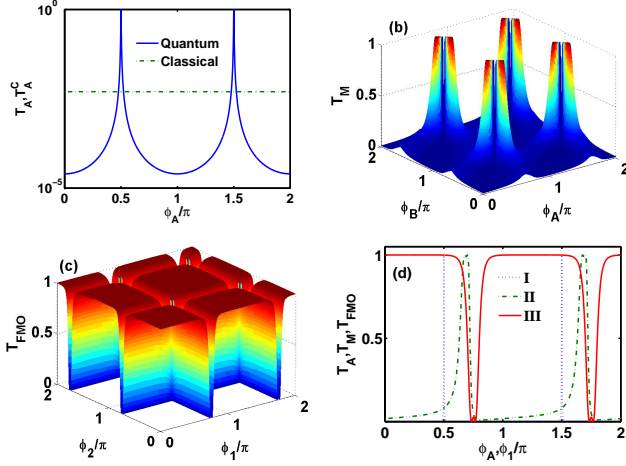 10⁰
T_A,T_A^C
Quantum
Classical
10⁻⁵
0 0.5 1 1.5 2
ϕ_A/π
(b)
1
0.5
0
T_M
2
1
0
ϕ_B/π
0
1
2
ϕ_A/π
(c)
1
0.5
0
T_FMO
2
1
0
ϕ_2/π
0
1
2
ϕ_1/π
(d)
1
0.5
T_A,T_M,T_FMO
I
II
III
0 0.5 1 1.5 2
ϕ_A,ϕ_1/π